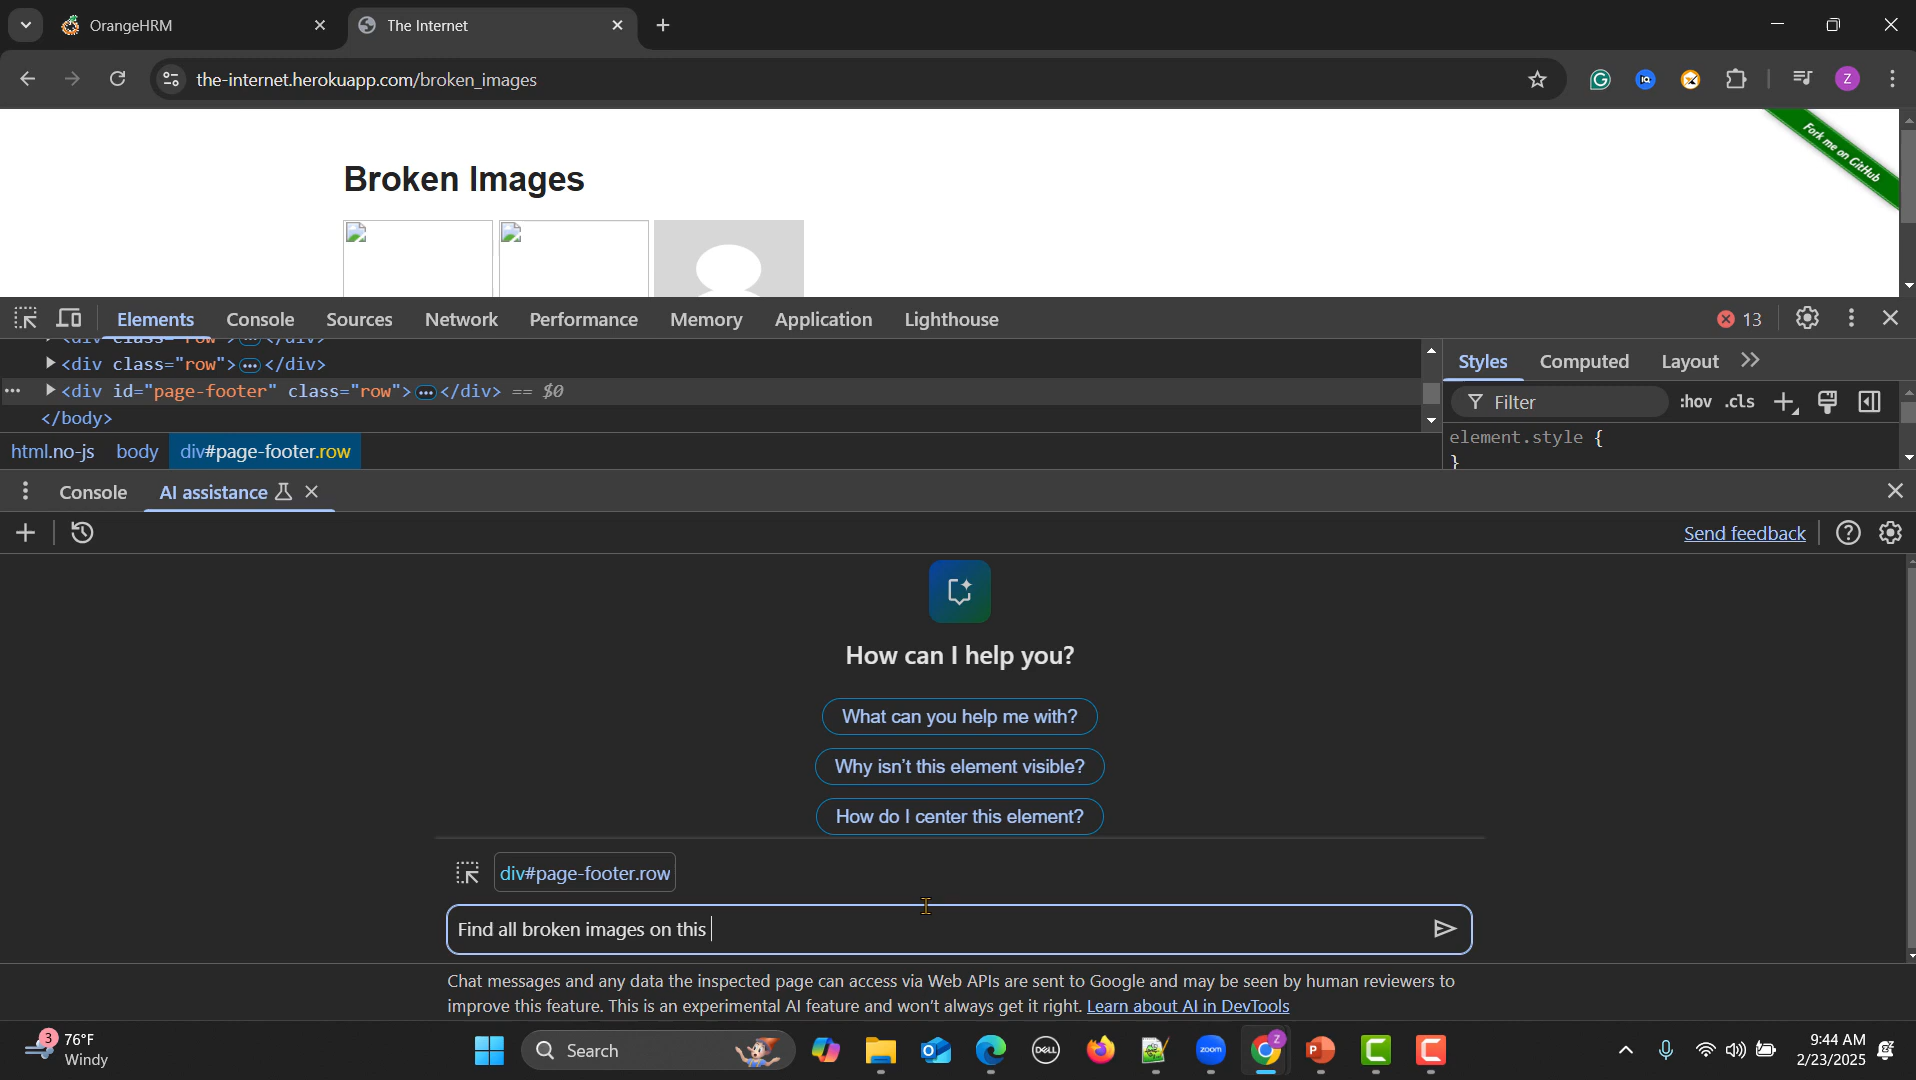 OrangeHRM
The Internet
the-internet.herokuapp.com/broken_images
Z
Fork me on GitHub
Broken Images
Elements Console Sources Network Performance Memory Application Lighthouse 13
<div class="row">…</div>
<div class="row">…</div>
<div id="page-footer" class="row">…</div> == $0
</body>
html.no-js body div#page-footer.row
Styles Computed Layout
Filter :hov .cls
element.style {
}
Console AI assistance
Send feedback
How can I help you?
What can you help me with?
Why isn't this element visible?
How do I center this element?
div#page-footer.row
Find all broken images on this
Chat messages and any data the inspected page can access via Web APIs are sent to Google and may be seen by human reviewers to
improve this feature. This is an experimental AI feature and won't always get it right. Learn about AI in DevTools
3
76°F
Windy
Search
DELL
zoom
Z
9:44 AM
2/23/2025